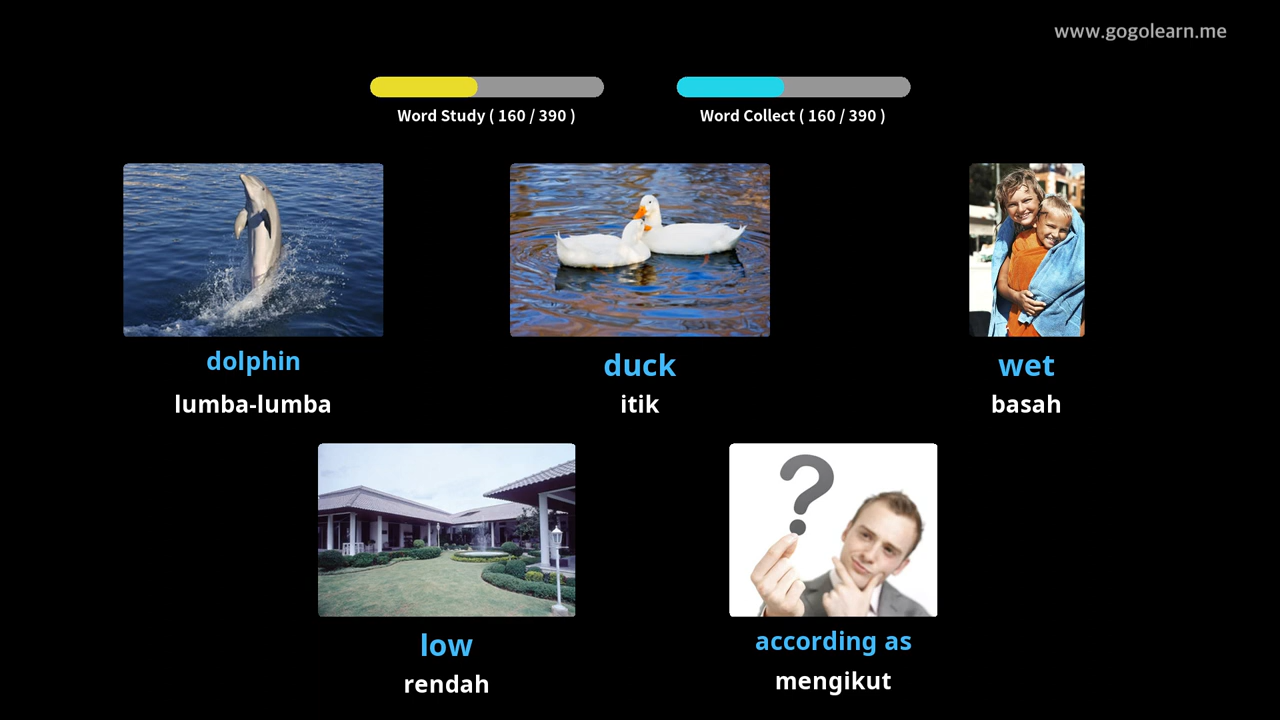 www.gogolearn.me
Word Study ( 160 / 390 )
Word Collect ( 160 / 390 )
dolphin
lumba-lumba
duck
itik
wet
basah
low
rendah
according as
mengikut